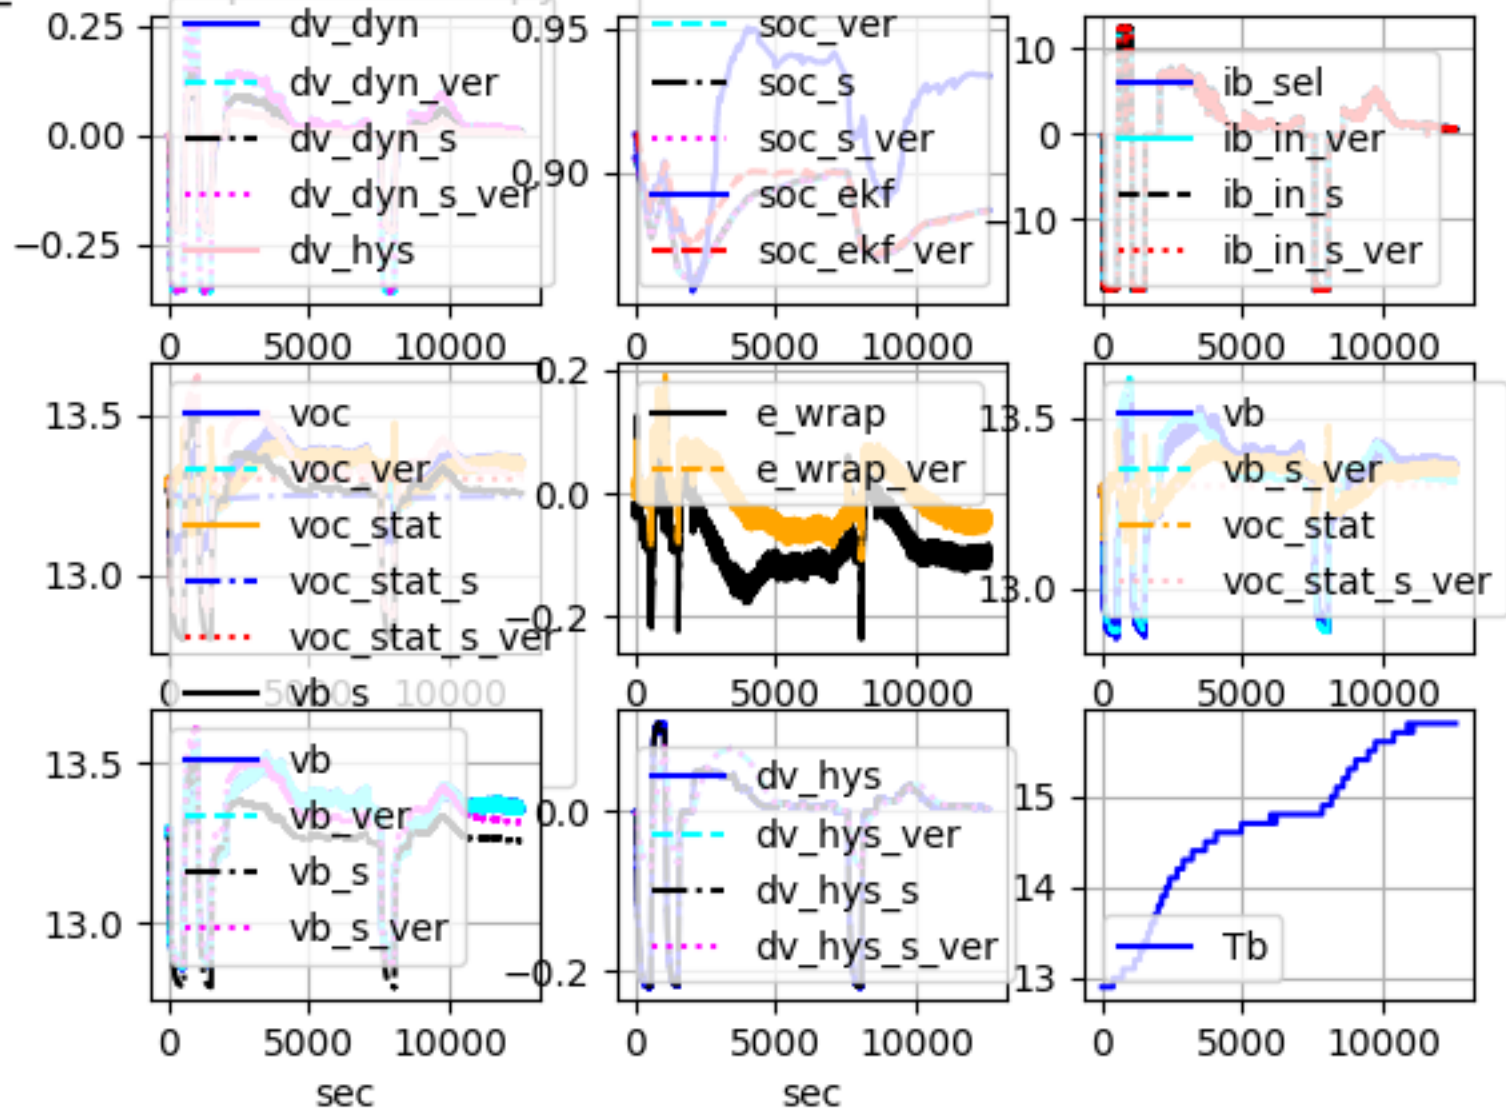 0.25
0.00
−0.25
dv_dyn
dv_dyn_ver
dv_dyn_s
dv_dyn_s_ver
dv_hys
0 5000 10000
0.95
0.90
soc_ver
soc_s
soc_s_ver
soc_ekf
soc_ekf_ver
0 5000 10000
10
0
10
ib_sel
ib_in_ver
ib_in_s
ib_in_s_ver
0 5000 10000
13.5
13.0
voc
voc_ver
voc_stat
voc_stat_s
voc_stat_s_ver
vb_s
0 5000 10000
0.2
0.0
−0.2
e_wrap
e_wrap_ver
0 5000 10000
13.5
13.0
vb
vb_s_ver
voc_stat
voc_stat_s_ver
0 5000 10000
13.5
13.0
vb
vb_ver
vb_s
vb_s_ver
0 5000 10000
sec
0.0
−0.2
dv_hys
dv_hys_ver
dv_hys_s
dv_hys_s_ver
0 5000 10000
sec
15
14
13
Tb
0 5000 10000